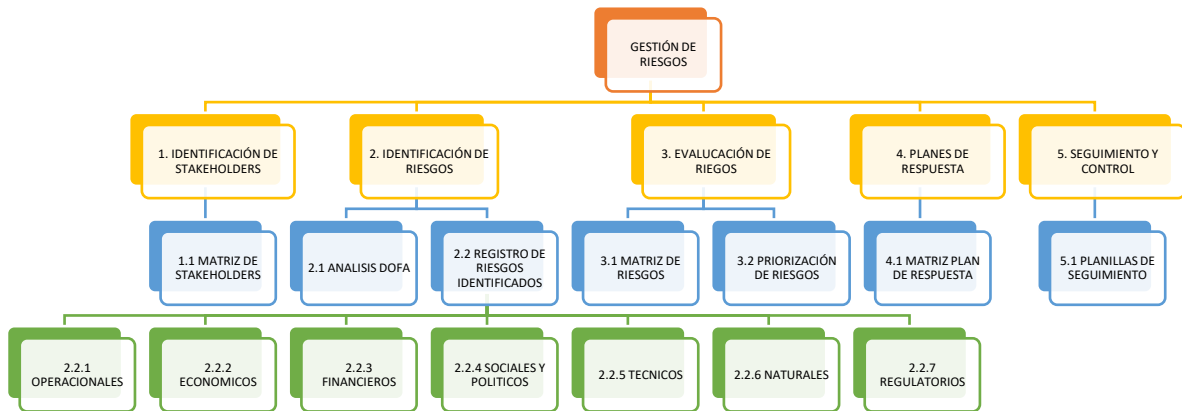 GESTIÓN DE
RIESGOS
1. IDENTIFICACIÓN DE
STAKEHOLDERS
2. IDENTIFICACIÓN DE
RIESGOS
3. EVALUCACIÓN DE
RIEGOS
4. PLANES DE
RESPUESTA
5. SEGUIMIENTO Y
CONTROL
1.1 MATRIZ DE
STAKEHOLDERS
2.1 ANALISIS DOFA
2.2 REGISTRO DE
RIESGOS
IDENTIFICADOS
3.1 MATRIZ DE
RIESGOS
3.2 PRIORIZACIÓN
DE RIESGOS
4.1 MATRIZ PLAN
DE RESPUESTA
5.1 PLANILLAS DE
SEGUIMIENTO
2.2.1
OPERACIONALES
2.2.2
ECONOMICOS
2.2.3
FINANCIEROS
2.2.4 SOCIALES Y
POLITICOS
2.2.5 TECNICOS
2.2.6 NATURALES
2.2.7
REGULATORIOS